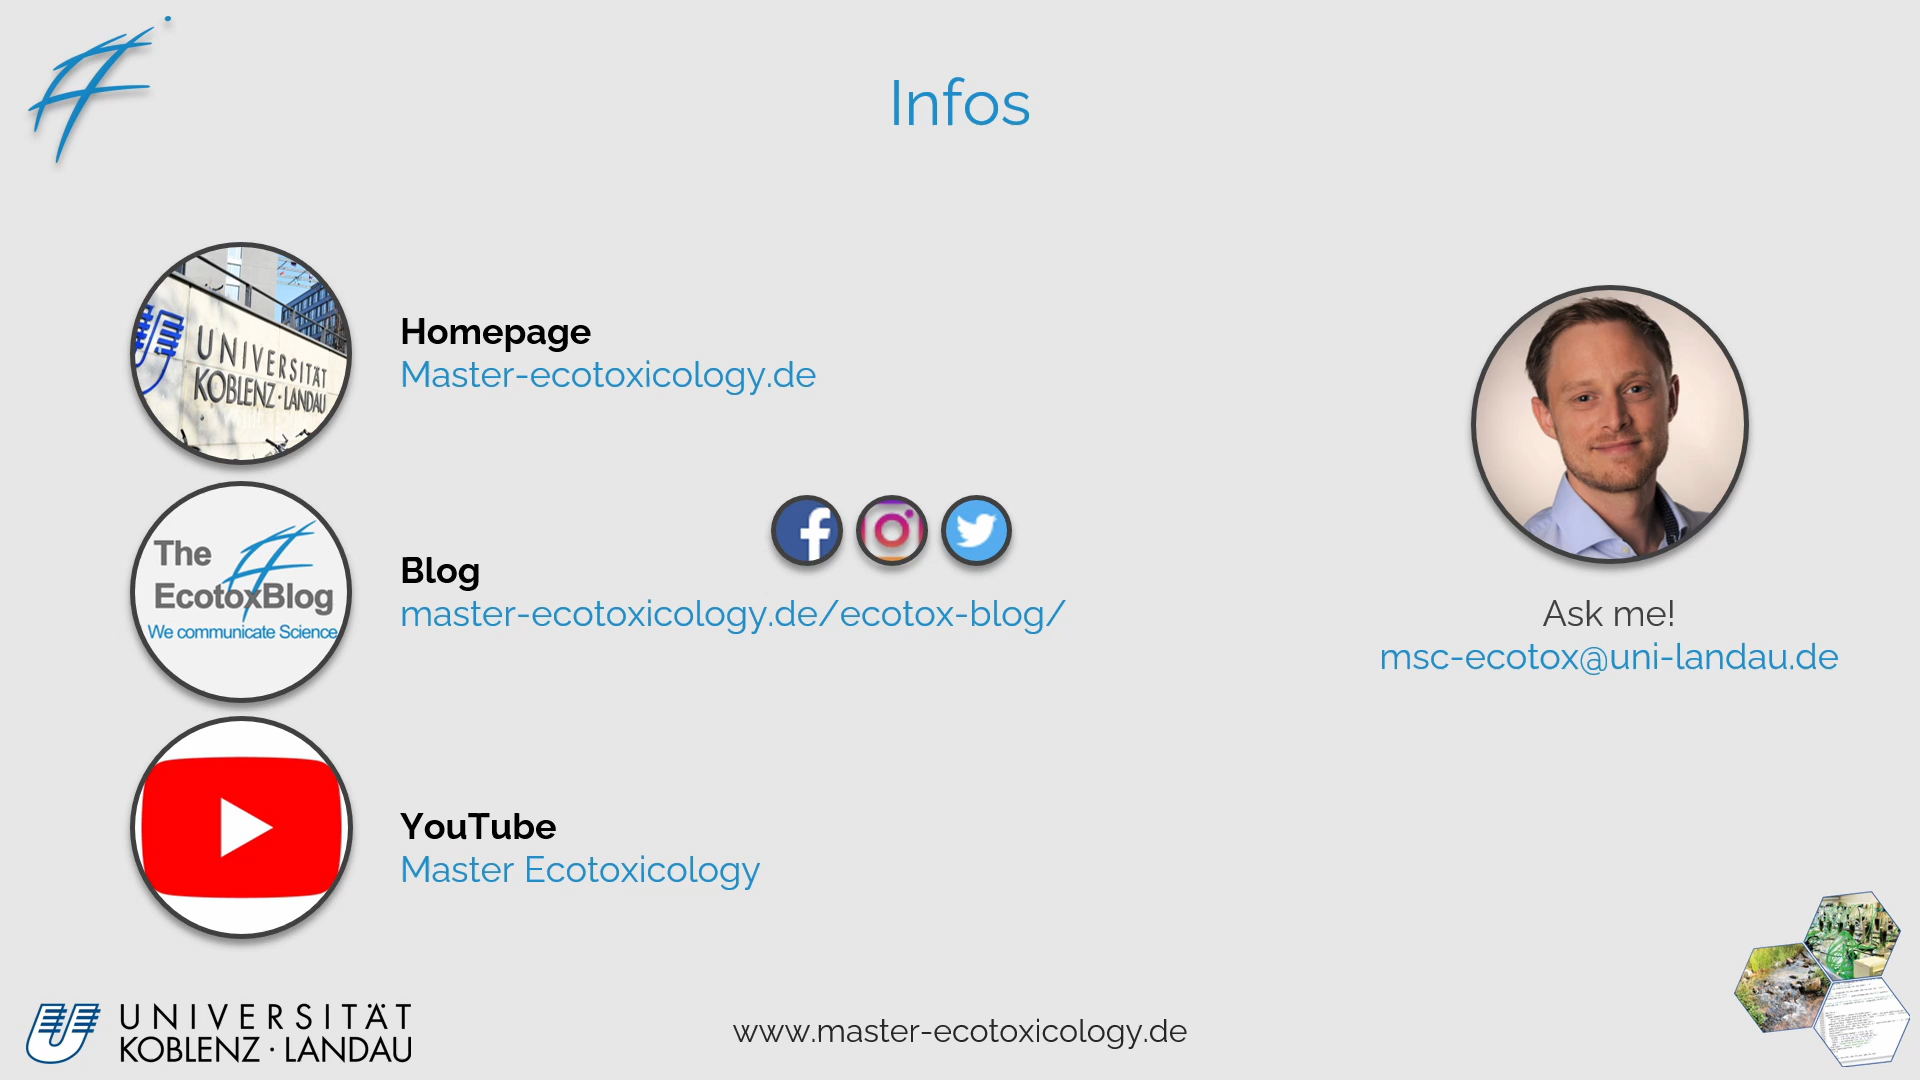 Infos
UNIVERSITÄT
KOBLENZ · LANDAU
Homepage
Master-ecotoxicology.de
The
EcotoxBlog
We communicate Science
Blog
master-ecotoxicology.de/ecotox-blog/
YouTube
Master Ecotoxicology
Ask me!
msc-ecotox@uni-landau.de
UNIVERSITÄT
KOBLENZ · LANDAU
www.master-ecotoxicology.de